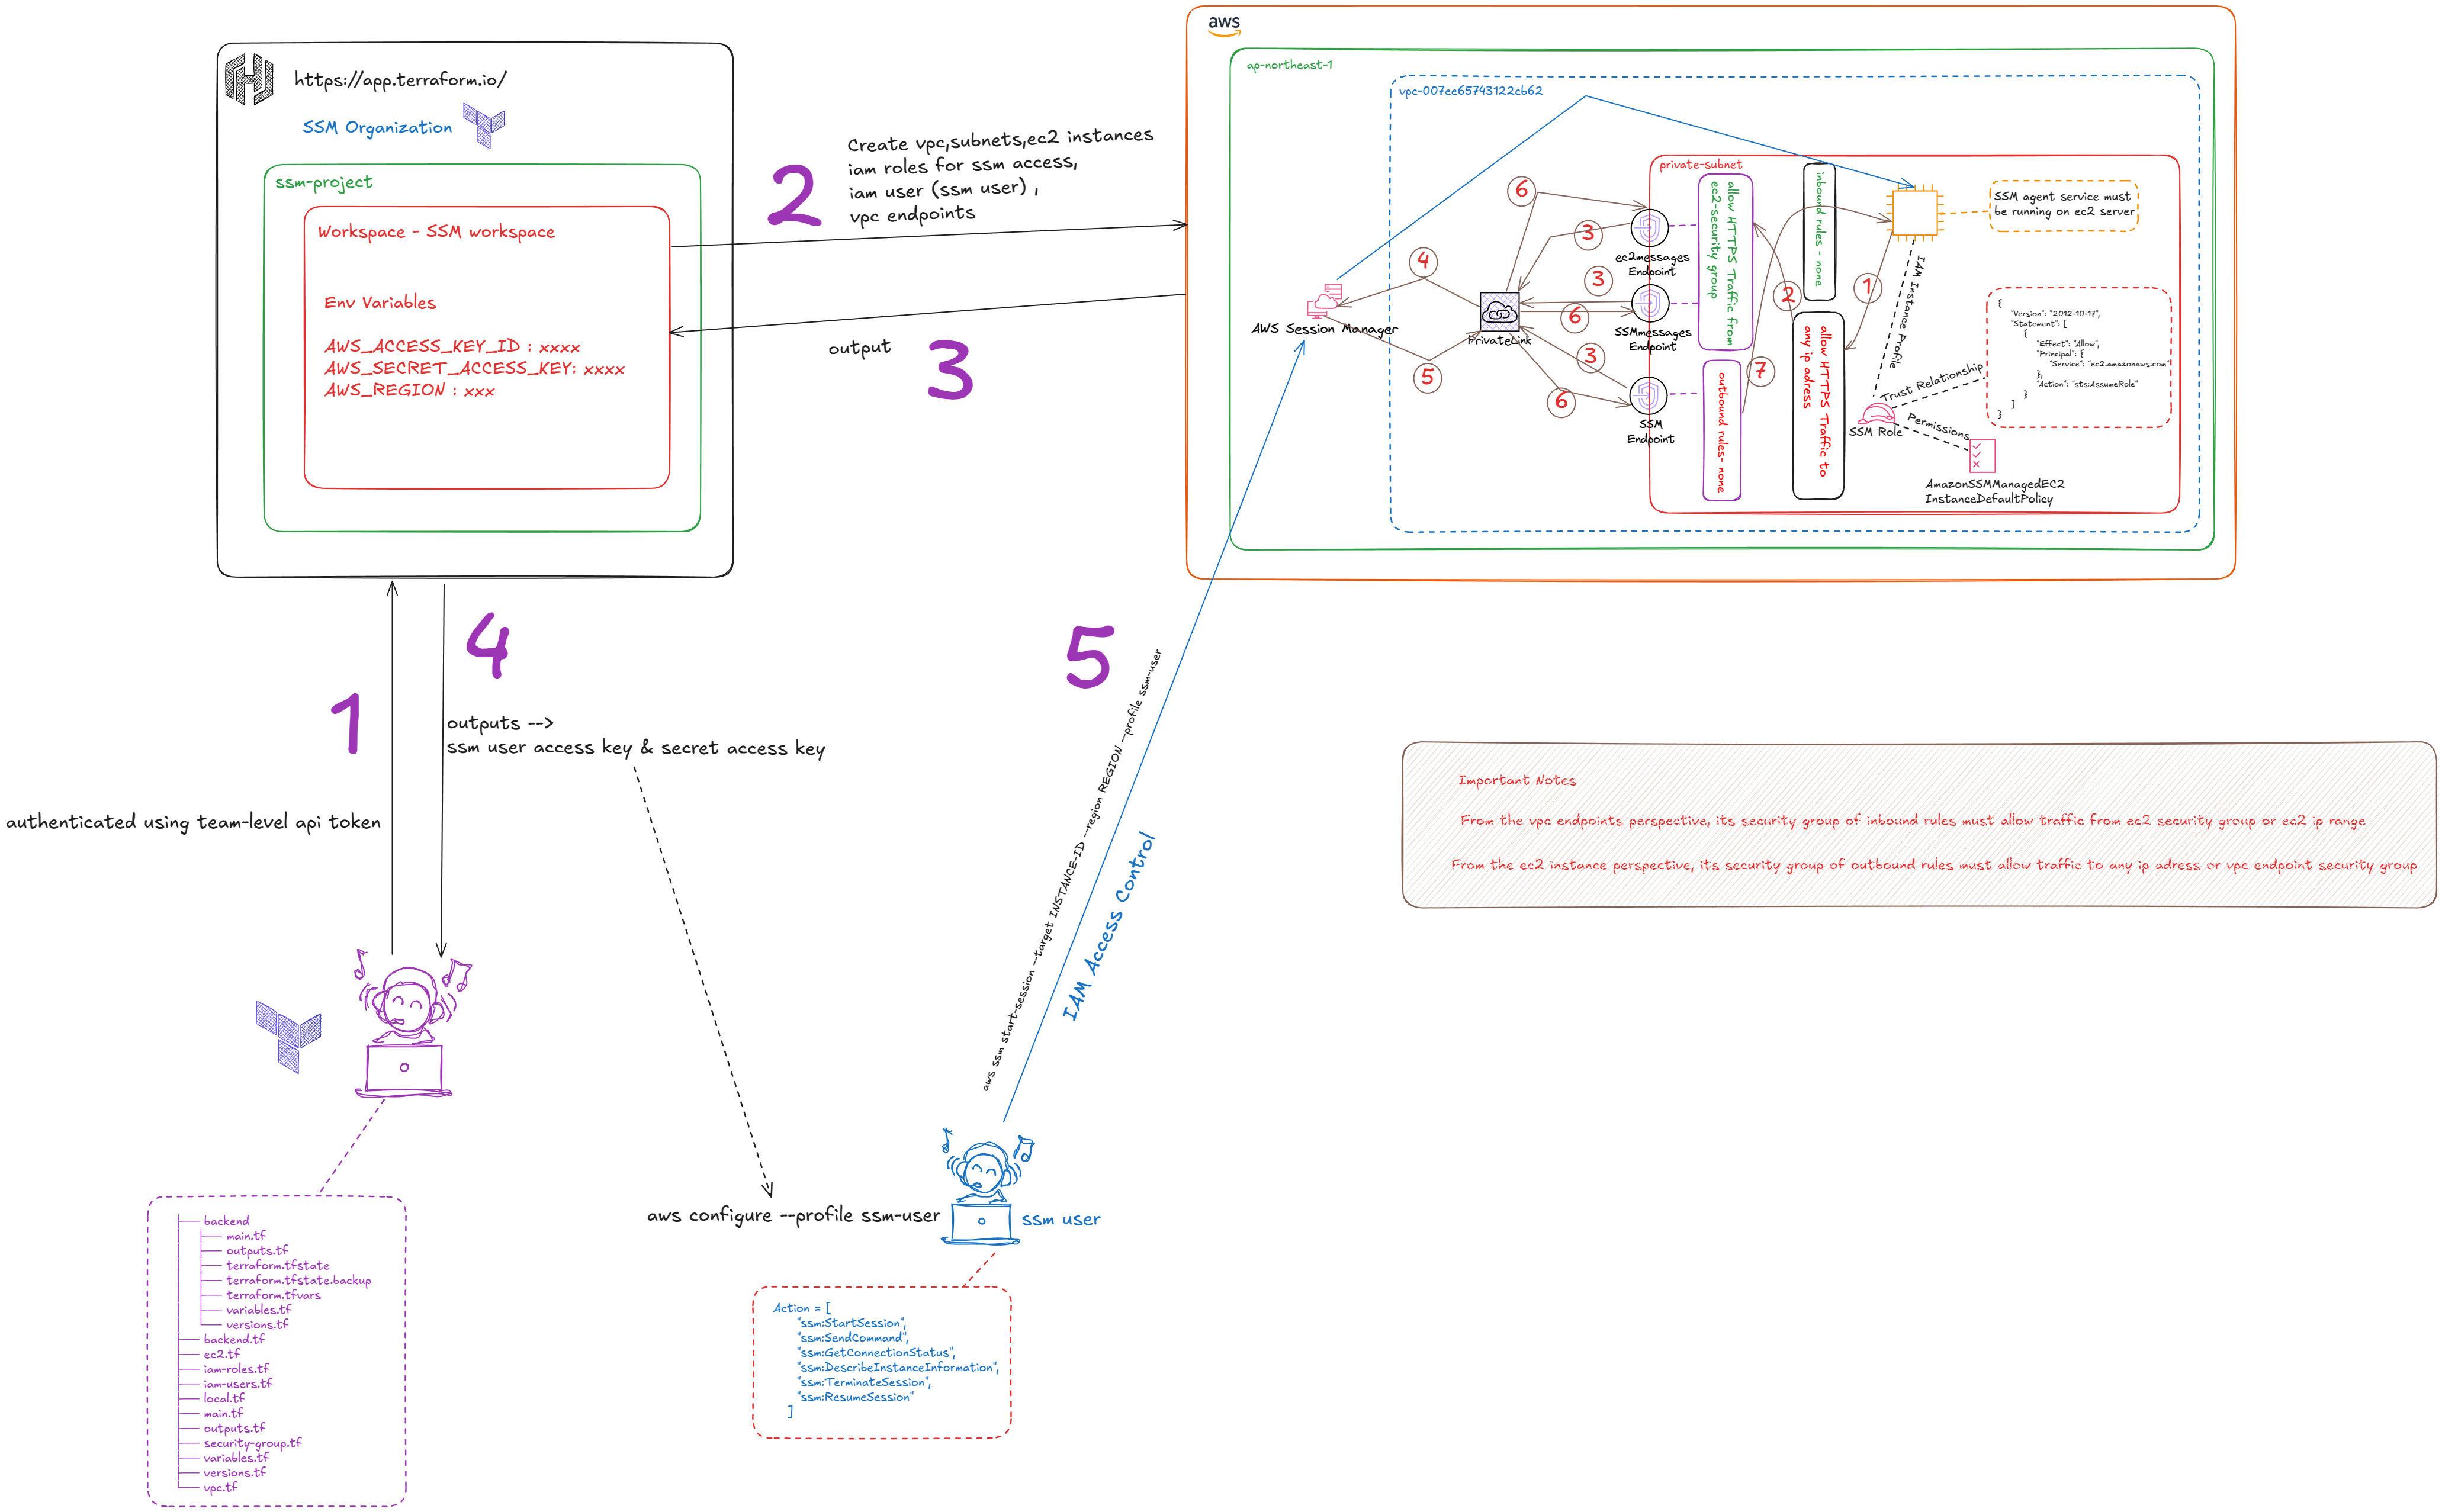 https://app.terraform.io/
SSM Organization
ssm-project
Workspace - SSM workspace
Env Variables
AWS_ACCESS_KEY_ID : xxxx
AWS_SECRET_ACCESS_KEY: xxxx
AWS_REGION : xxx
2
Create vpc,subnets,ec2 instances
iam roles for ssm access,
iam user (ssm user) ,
vpc endpoints
output
3
aws
ap-northeast-1
vpc-007ee65743122cb62
private-subnet
6
3
4
3
6
3
5
6
ec2messages
Endpoint
SSMmessages
Endpoint
SSM
Endpoint
AWS Session Manager
PrivateLink
allow HTTPS Traffic from
ec2-security group
outbound rules- none
inbound rules - none
allow HTTPS Traffic to
any ip adress
2
1
7
SSM agent service must
be running on ec2 server
IAM Instance Profile
Trust Relationship
Permissions
SSM Role
{
"Version": "2012-10-17",
"Statement": [
{
"Effect": "Allow",
"Principal": {
"Service": "ec2.amazonaws.com"
},
"Action": "sts:AssumeRole"
}
]
}
AmazonSSMManagedEC2
InstanceDefaultPolicy
1
4
5
outputs -->
ssm user access key & secret access key
authenticated using team-level api token
aws ssm start-session --target INSTANCE-ID --region REGION --profile ssm-user
IAM Access Control
Important Notes
From the vpc endpoints perspective, its security group of inbound rules must allow traffic from ec2 security group or ec2 ip range
From the ec2 instance perspective, its security group of outbound rules must allow traffic to any ip adress or vpc endpoint security group
aws configure --profile ssm-user
ssm user
├── backend
│   ├── main.tf
│   ├── outputs.tf
│   ├── terraform.tfstate
│   ├── terraform.tfstate.backup
│   ├── terraform.tfvars
│   ├── variables.tf
│   └── versions.tf
├── backend.tf
├── ec2.tf
├── iam-roles.tf
├── iam-users.tf
├── local.tf
├── main.tf
├── outputs.tf
├── security-group.tf
├── variables.tf
├── versions.tf
└── vpc.tf
Action = [
"ssm:StartSession",
"ssm:SendCommand",
"ssm:GetConnectionStatus",
"ssm:DescribeInstanceInformation",
"ssm:TerminateSession",
"ssm:ResumeSession"
]